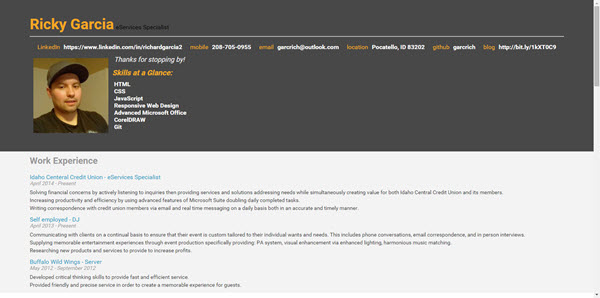 Ricky Garcia eServices Specialist
LinkedIn https://www.linkedin.com/in/richardgarcia2 mobile 208-705-0955 email garcrich@outlook.com location Pocatello, ID 83202 github garcrich blog http://bit.ly/1kXT0C9
Thanks for stopping by!
Skills at a Glance:
HTML
CSS
JavaScript
Responsive Web Design
Advanced Microsoft Office
CorelDRAW
Git
Work Experience
Idaho Centeral Credit Union - eServices Specialist
April 2014 - Present
Solving financial concerns by actively listening to inquiries then providing services and solutions addressing needs while simultaneously creating value for both Idaho Central Credit Union and its members.
Increasing productivity and efficiency by using advanced features of Microsoft Suite doubling daily completed tasks.
Writing correspondence with credit union members via email and real time messaging on a daily basis both in an accurate and timely manner.
Self employed - DJ
April 2013 - Present
Communicating with clients on a continual basis to ensure that their event is custom tailored to their individual wants and needs. This includes phone conversations, email correspondence, and in person interviews.
Supplying memorable entertainment experiences through event production specifically providing: PA system, visual enhancement via enhanced lighting, harmonious music matching.
Researching new products and services to provide to increase profits.
Buffalo Wild Wings - Server
May 2012 - September 2012
Developed critical thinking skills to provide fast and efficient service.
Provided friendly and precise service in order to create a memorable experience for guests.